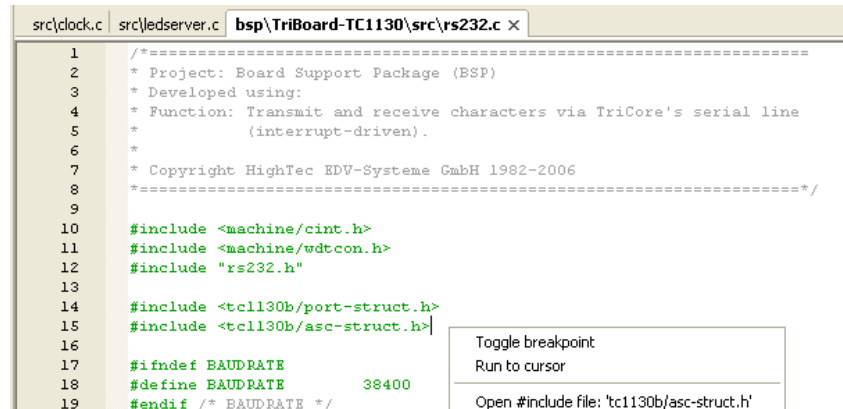 src\clock.c src\ledserver.c bsp\TriBoard-TC1130\src\rs232.c ×
1 /*====================================================================
2 * Project: Board Support Package (BSP)
3 * Developed using:
4 * Function: Transmit and receive characters via TriCore's serial line
5 * (interrupt-driven).
6 *
7 * Copyright HighTec EDV-Systeme GmbH 1982-2006
8 *====================================================================*/
9
10 #include <machine/cint.h>
11 #include <machine/wdtcon.h>
12 #include "rs232.h"
13
14 #include <tc1130b/port-struct.h>
15 #include <tc1130b/asc-struct.h>
16
Toggle breakpoint
17 #ifndef BAUDRATE
Run to cursor
18 #define BAUDRATE 38400
19 #endif /* BAUDRATE */
Open #include file: 'tc1130b/asc-struct.h'